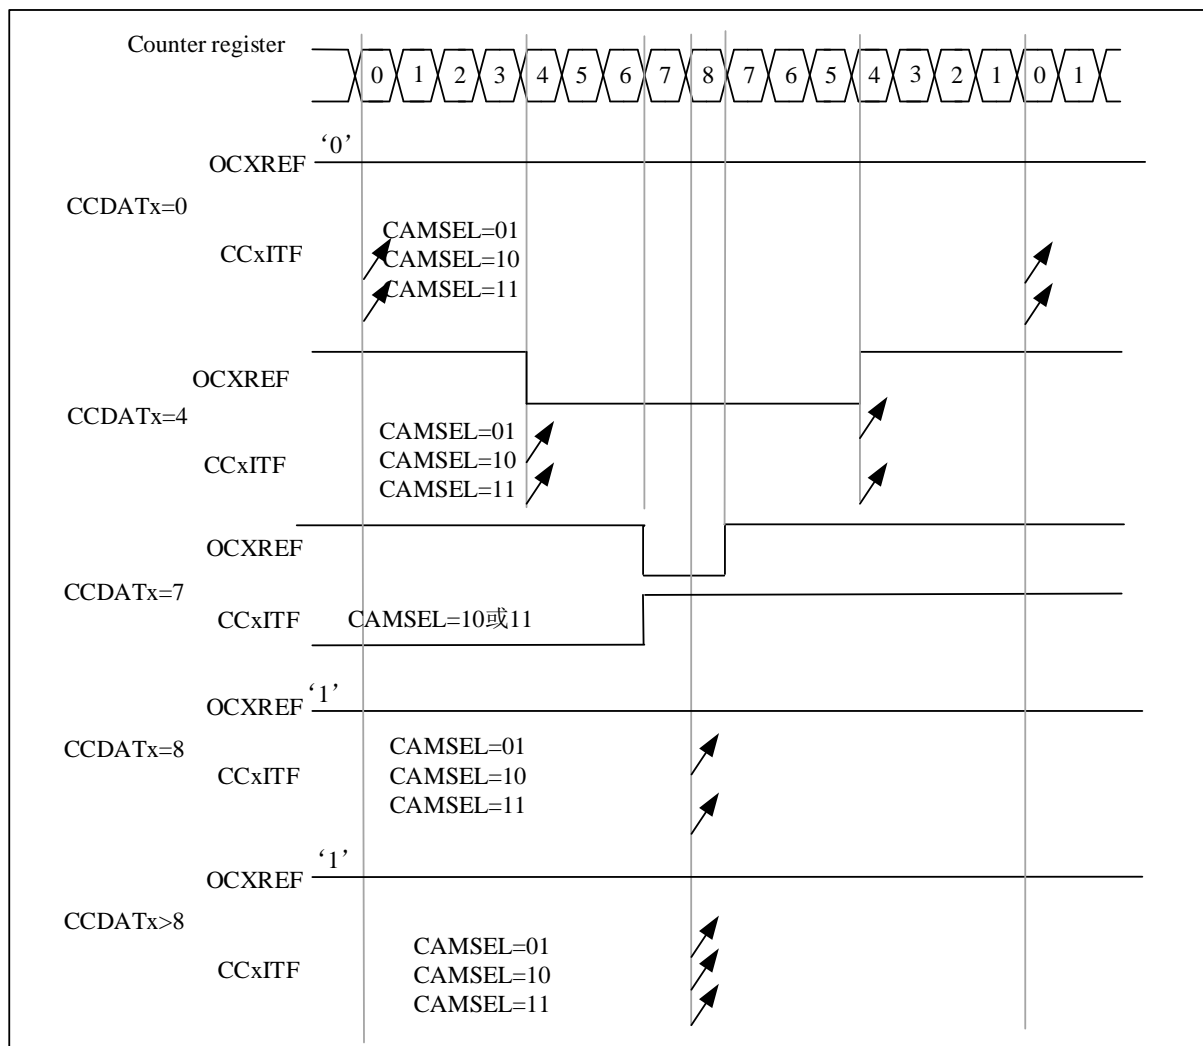 Counter register
0 1 2 3 4 5 6 7 8 7 6 5 4 3 2 1 0 1
‘0’
OCXREF
CCDATx=0
CAMSEL=01
CCxITF
CAMSEL=10
CAMSEL=11
OCXREF
CCDATx=4
CAMSEL=01
CCxITF
CAMSEL=10
CAMSEL=11
OCXREF
CCDATx=7
CCxITF
CAMSEL=10或11
‘1’
OCXREF
CCDATx=8
CAMSEL=01
CCxITF
CAMSEL=10
CAMSEL=11
‘1’
OCXREF
CCDATx>8
CAMSEL=01
CCxITF
CAMSEL=10
CAMSEL=11